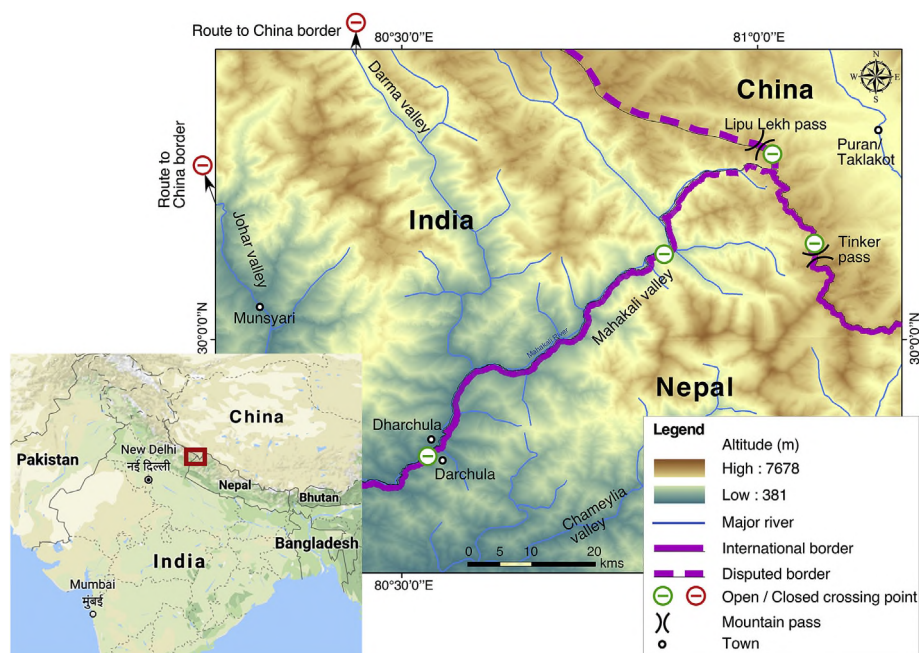 Route to China border
80°30'0"E
81°0'0"E
N
W
E
S
China
Darma valley
Lipu Lekh pass
Puran/
Taklakot
Route to
China border
India
Tinker
pass
Johar valley
Mahakali valley
Munsyari
30°0'0"N
30°0'0"N
Mahakali River
Nepal
Dharchula
Darchula
Chameylia
valley
0 5 10 20
kms
80°30'0"E
China
New Delhi
नई दिल्ली
Pakistan
Nepal
Bhutan
Bangladesh
India
Mumbai
मुंबई
Legend
Altitude (m)
High : 7678
Low : 381
Major river
International border
Disputed border
Open / Closed crossing point
Mountain pass
Town